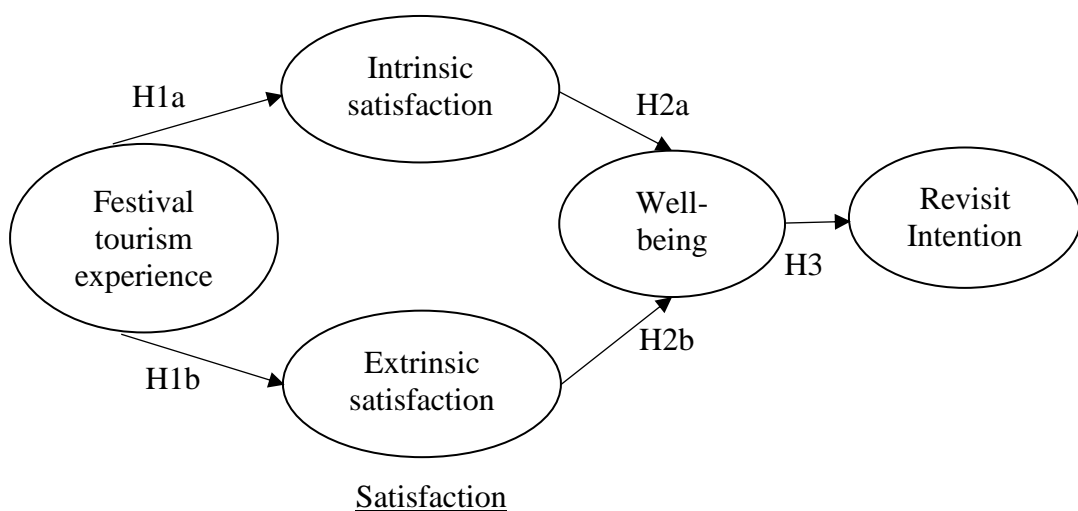 Intrinsic
satisfaction
H1a
H2a
Festival
tourism
experience
Well-
being
Revisit
Intention
H3
H1b
H2b
Extrinsic
satisfaction
Satisfaction